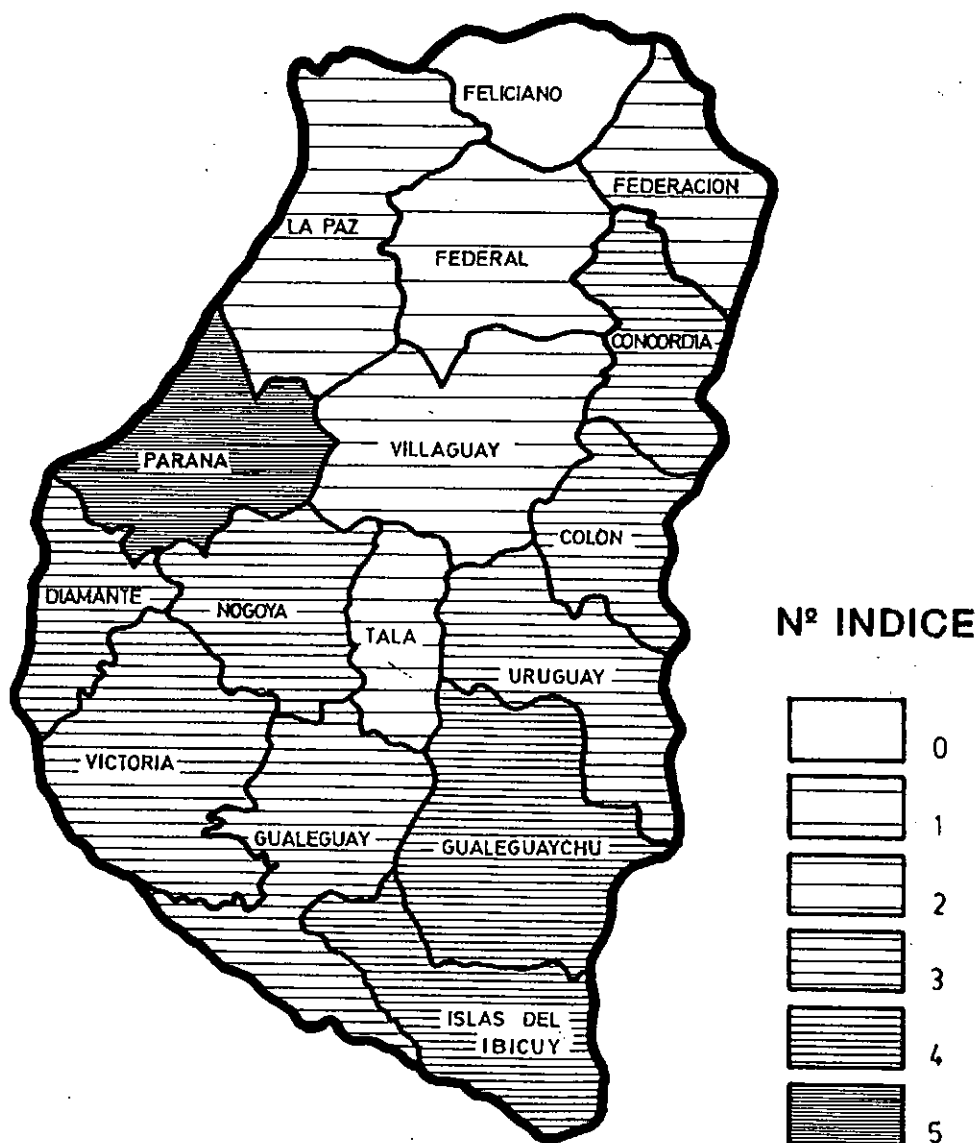 FELICIANO
FEDERACION
LA PAZ
FEDERAL
CONCORDIA
PARANA
VILLAGUAY
COLON
DIAMANTE
NOGOYA
TALA
URUGUAY
VICTORIA
GUALEGUAY
GUALEGUAYCHU
ISLAS DEL
IBICUY
Nº INDICE
0
1
2
3
4
5